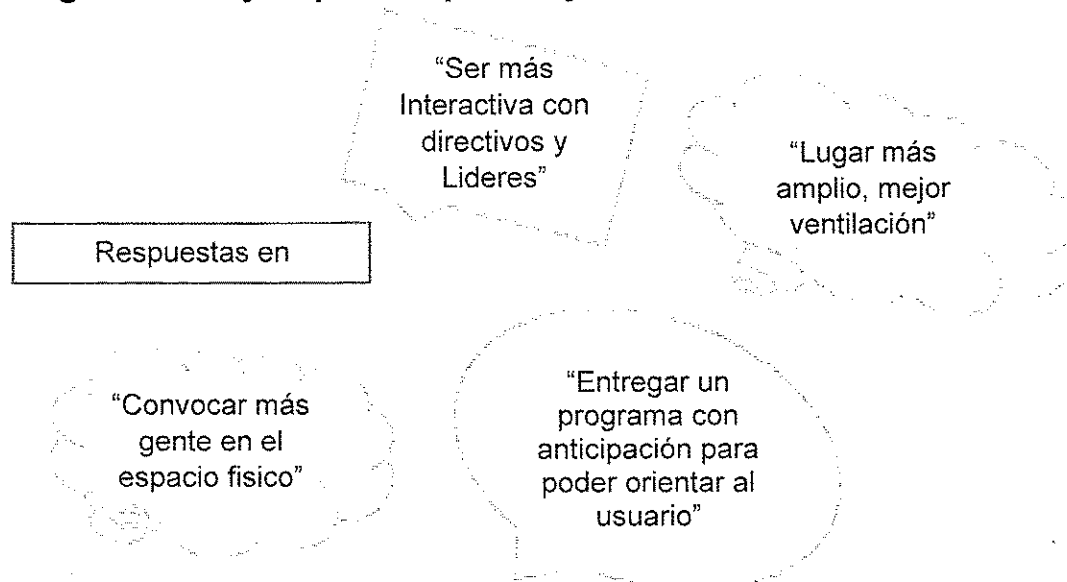 “Ser más
Interactiva con
directivos y
Lideres”
“Lugar más
amplio, mejor
ventilación”
Respuestas en
“Convocar más
gente en el
espacio fisico”
“Entregar un
programa con
anticipación para
poder orientar al
usuario”